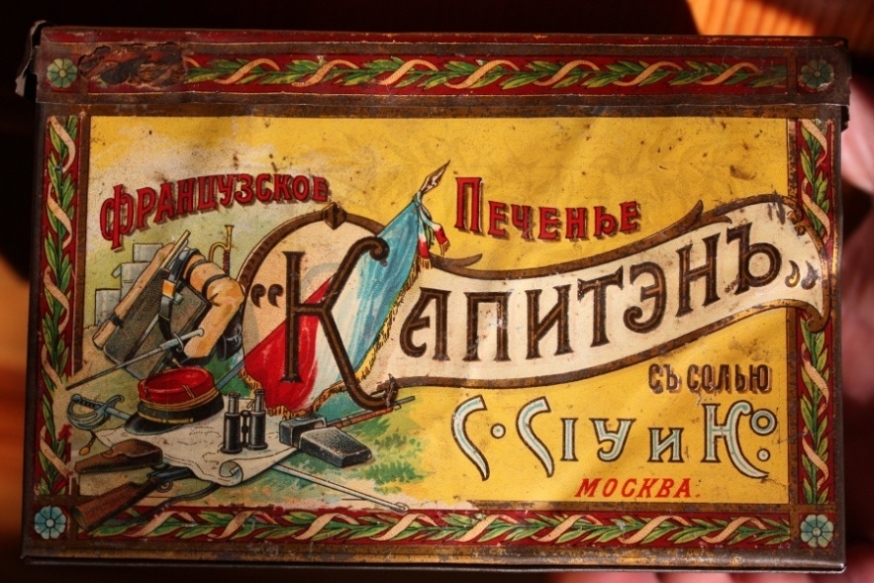 Французское Печенье
"Капитэнъ"
съ солью
С. Сіу и Ко.
Москва.